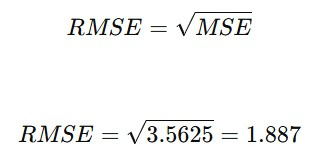 RMSE = √MSE
RMSE = √3.5625 = 1.887